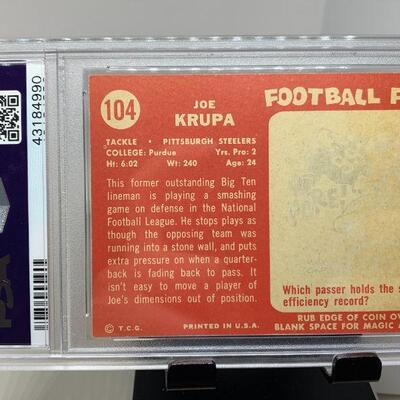 43184990
PSA
104
JOE
KRUPA
TACKLE • PITTSBURGH STEELERS
COLLEGE: Purdue Yrs. Pro: 2
Ht: 6:02 Wt: 240 Age: 24
This former outstanding Big Ten
lineman is playing a smashing
game on defense in the National
Football League. He stops plays as
though the opposing team was
running into a stone wall, and puts
extra pressure on when a quarter-
back is fading back to pass. It
isn't easy to move a player of
Joe's dimensions out of position.
© T.C.G. PRINTED IN U.S.A.
FOOTBALL F
Which passer holds the s
efficiency record?
RUB EDGE OF COIN OV
BLANK SPACE FOR MAGIC A